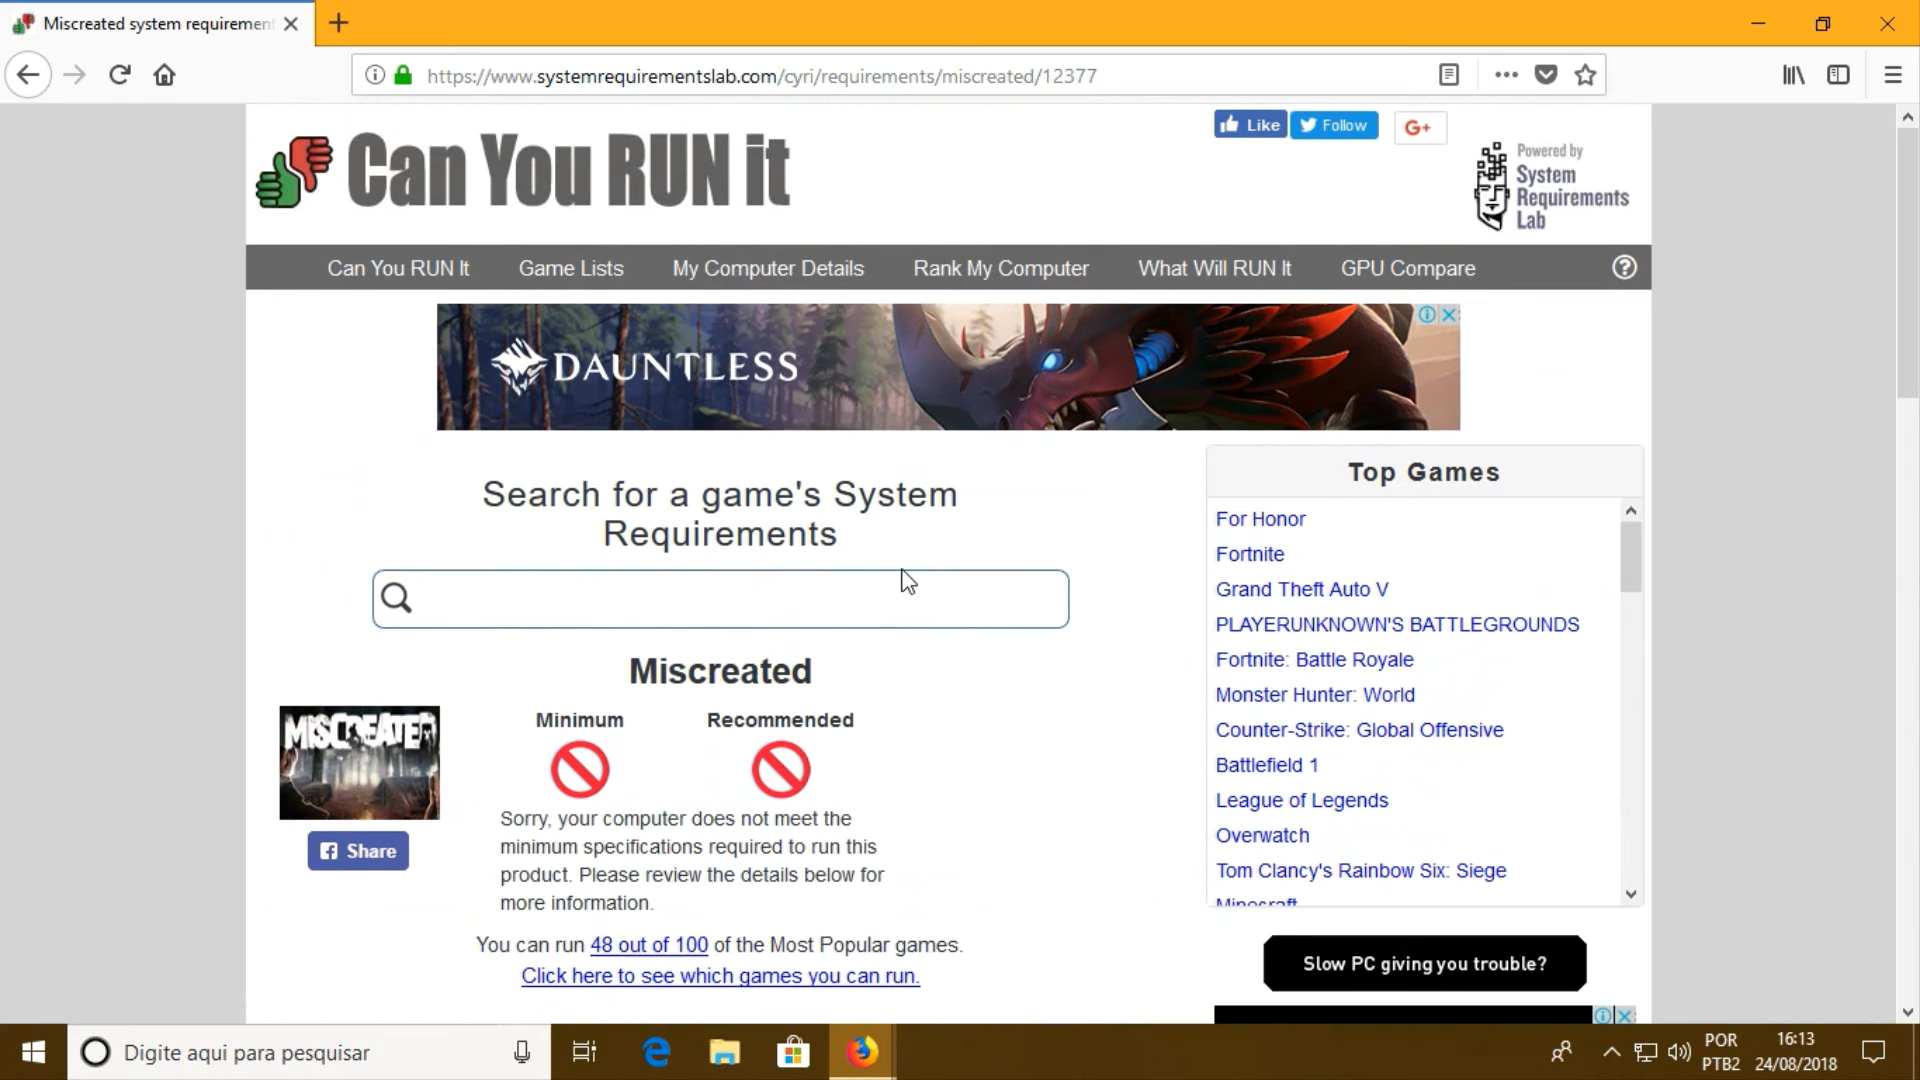 Miscreated system requirement
https://www.systemrequirementslab.com/cyri/requirements/miscreated/12377
Can You RUN it
Like
Follow
G+
Powered by
System
Requirements
Lab
Can You RUN It
Game Lists
My Computer Details
Rank My Computer
What Will RUN It
GPU Compare
DAUNTLESS
Search for a game's System
Requirements
Miscreated
Minimum
Recommended
MISCREATED
Share
Sorry, your computer does not meet the
minimum specifications required to run this
product. Please review the details below for
more information.
You can run 48 out of 100 of the Most Popular games.
Click here to see which games you can run.
Top Games
For Honor
Fortnite
Grand Theft Auto V
PLAYERUNKNOWN'S BATTLEGROUNDS
Fortnite: Battle Royale
Monster Hunter: World
Counter-Strike: Global Offensive
Battlefield 1
League of Legends
Overwatch
Tom Clancy's Rainbow Six: Siege
Minecraft
Slow PC giving you trouble?
Digite aqui para pesquisar
POR
PTB2
16:13
24/08/2018